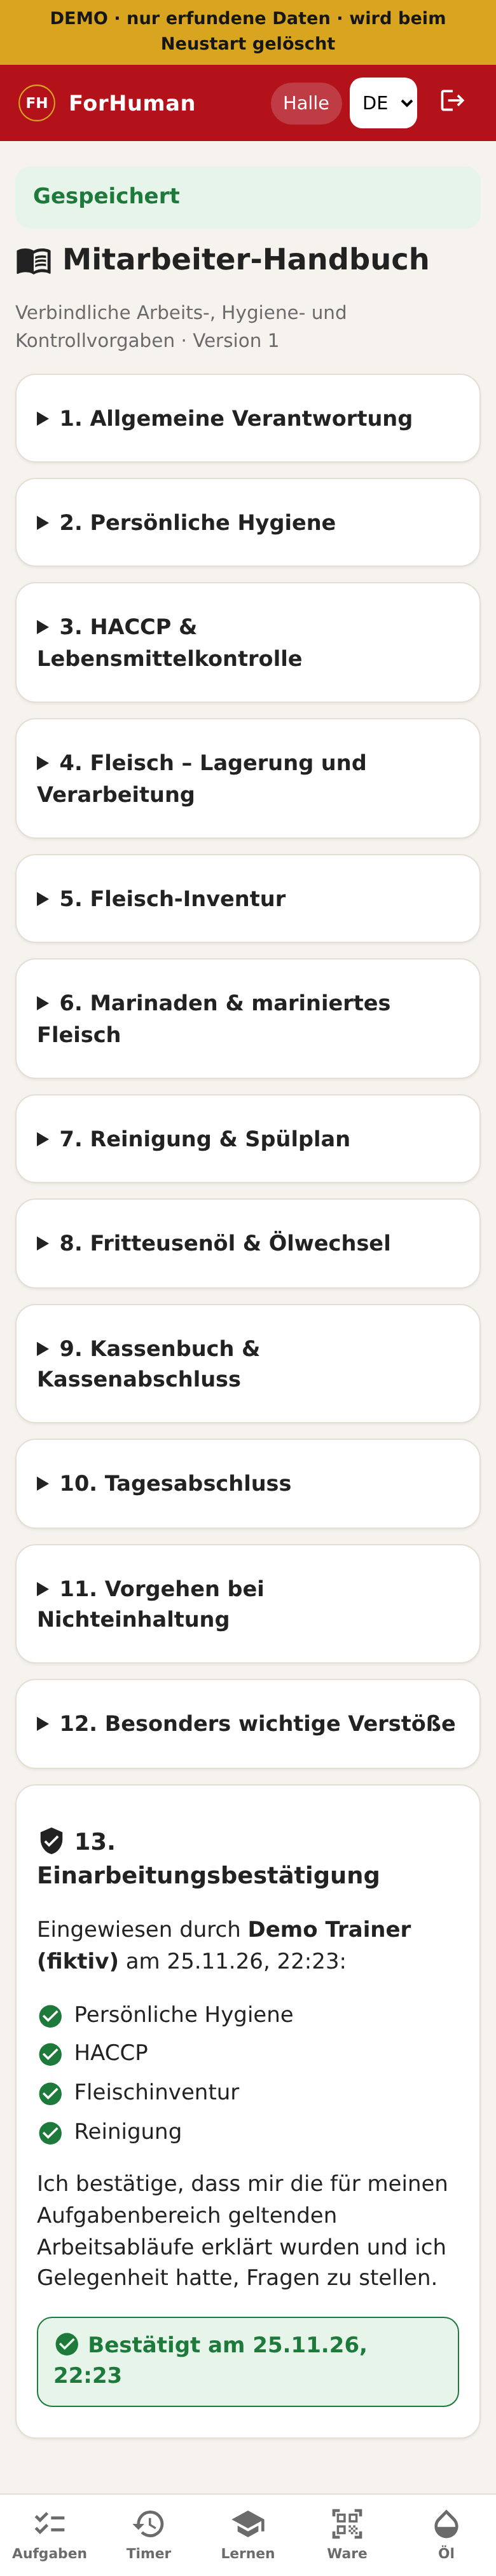 DEMO · nur erfundene Daten · wird beim
Neustart gelöscht
FH ForHuman Halle DE
Gespeichert
Mitarbeiter-Handbuch
Verbindliche Arbeits-, Hygiene- und
Kontrollvorgaben · Version 1
1. Allgemeine Verantwortung
2. Persönliche Hygiene
3. HACCP &
Lebensmittelkontrolle
4. Fleisch – Lagerung und
Verarbeitung
5. Fleisch-Inventur
6. Marinaden & mariniertes
Fleisch
7. Reinigung & Spülplan
8. Fritteusenöl & Ölwechsel
9. Kassenbuch &
Kassenabschluss
10. Tagesabschluss
11. Vorgehen bei
Nichteinhaltung
12. Besonders wichtige Verstöße
13.
Einarbeitungsbestätigung
Eingewiesen durch Demo Trainer
(fiktiv) am 25.11.26, 22:23:
Persönliche Hygiene
HACCP
Fleischinventur
Reinigung
Ich bestätige, dass mir die für meinen
Aufgabenbereich geltenden
Arbeitsabläufe erklärt wurden und ich
Gelegenheit hatte, Fragen zu stellen.
Bestätigt am 25.11.26,
22:23
Aufgaben Timer Lernen Ware Öl